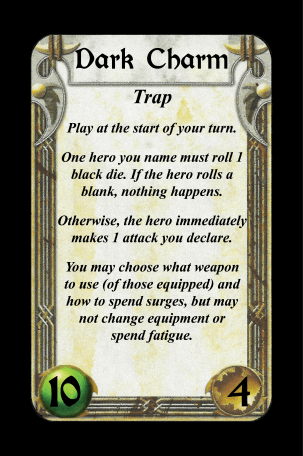 Dark Charm
Trap
Play at the start of your turn.
One hero you name must roll 1
black die. If the hero rolls a
blank, nothing happens.
Otherwise, the hero immediately
makes 1 attack you declare.
You may choose what weapon
to use (of those equipped) and
how to spend surges, but may
not change equipment or
spend fatigue.
10
4